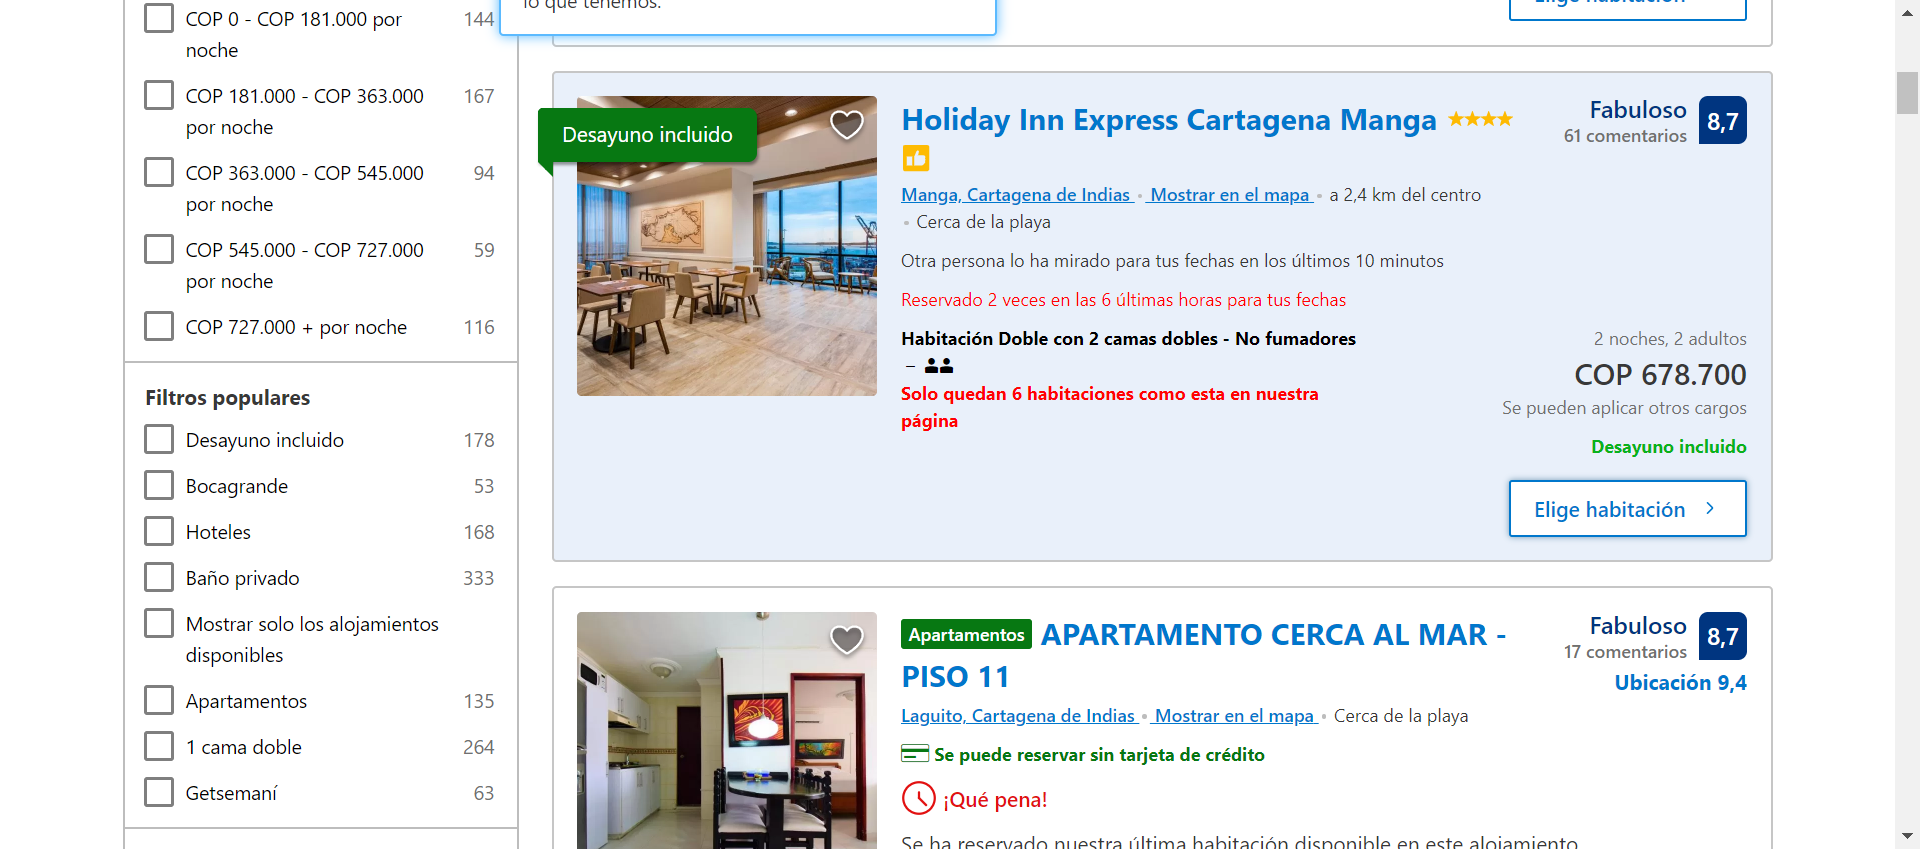 COP 0 - COP 181.000 por
noche
144
COP 181.000 - COP 363.000
por noche
167
COP 363.000 - COP 545.000
por noche
94
COP 545.000 - COP 727.000
por noche
59
COP 727.000 + por noche
116
Filtros populares
Desayuno incluido 178
Bocagrande 53
Hoteles 168
Baño privado 333
Mostrar solo los alojamientos
disponibles
Apartamentos 135
1 cama doble 264
Getsemaní 63
lo que tenemos.
Elige habitación
Desayuno incluido
Holiday Inn Express Cartagena Manga
Fabuloso
61 comentarios
8,7
Manga, Cartagena de Indias • Mostrar en el mapa • a 2,4 km del centro
• Cerca de la playa
Otra persona lo ha mirado para tus fechas en los últimos 10 minutos
Reservado 2 veces en las 6 últimas horas para tus fechas
Habitación Doble con 2 camas dobles - No fumadores
–
Solo quedan 6 habitaciones como esta en nuestra
página
2 noches, 2 adultos
COP 678.700
Se pueden aplicar otros cargos
Desayuno incluido
Elige habitación
Apartamentos APARTAMENTO CERCA AL MAR -
PISO 11
Fabuloso
17 comentarios
8,7
Ubicación 9,4
Laguito, Cartagena de Indias • Mostrar en el mapa • Cerca de la playa
Se puede reservar sin tarjeta de crédito
¡Qué pena!
Se ha reservado nuestra última habitación disponible en este alojamiento